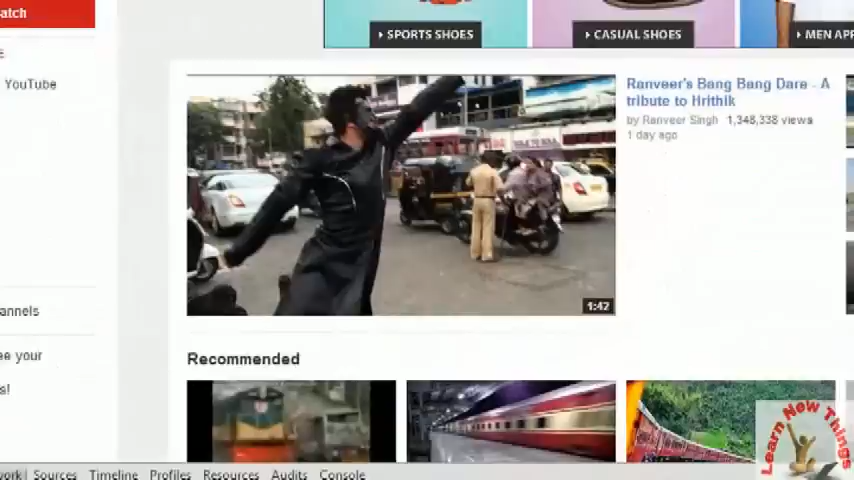 atch
SPORTS SHOES
CASUAL SHOES
MEN APP
E
YouTube
Ranveer's Bang Bang Dare - A
tribute to Hrithik
by Ranveer Singh 1,348,338 views
1 day ago
1:42
annels
ee your
s!
Recommended
Learn New Things
work Sources Timeline Profiles Resources Audits Console